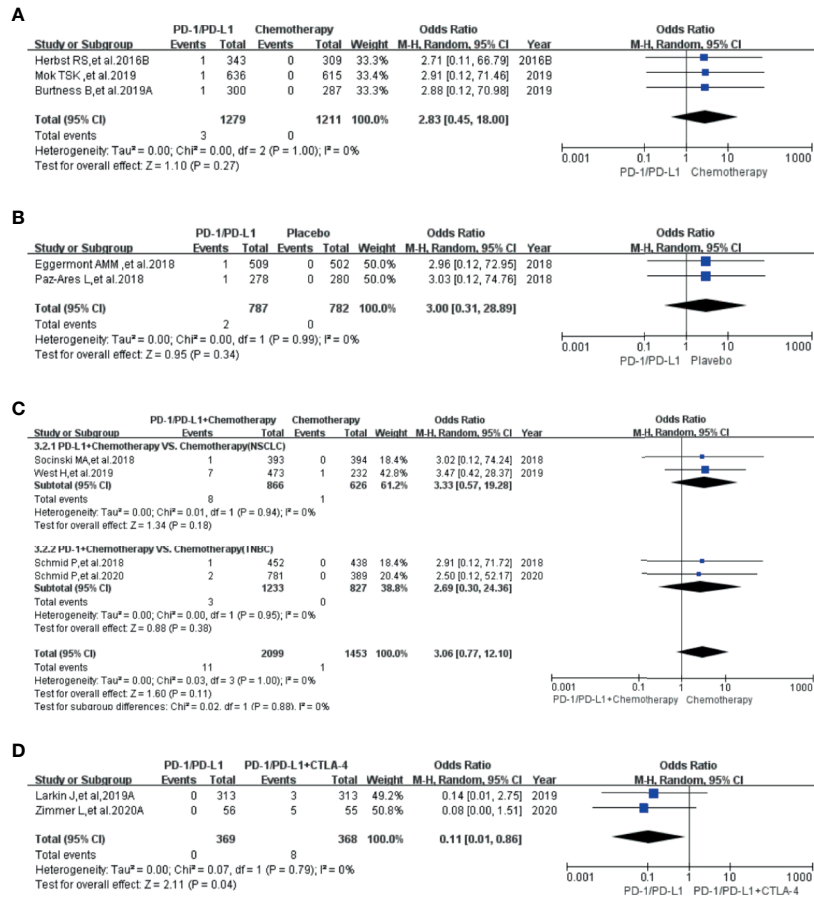 A
PD-1/PD-L1 Chemotherapy Odds Ratio Odds Ratio
Study or Subgroup Events Total Events Total Weight M-H, Random, 95% CI Year M-H, Random, 95% CI
Herbst RS,et al.2016B 1 343 0 309 33.3% 2.71 [0.11, 66.79] 2016B
Mok TSK ,et al.2019 1 636 0 615 33.4% 2.91 [0.12, 71.46] 2019
Burtness B,et al.2019A 1 300 0 287 33.3% 2.88 [0.12, 70.98] 2019
Total (95% CI) 1279 1211 100.0% 2.83 [0.45, 18.00]
Total events 3 0
Heterogeneity: Tau² = 0.00; Chi² = 0.00, df = 2 (P = 1.00); I² = 0%
Test for overall effect: Z = 1.10 (P = 0.27)
0.001 0.1 1 10 1000
PD-1/PD-L1 Chemotherapy
B
PD-1/PD-L1 Placebo Odds Ratio Odds Ratio
Study or Subgroup Events Total Events Total Weight M-H, Random, 95% CI Year M-H, Random, 95% CI
Eggermont AMM ,et al.2018 1 509 0 502 50.0% 2.96 [0.12, 72.95] 2018
Paz-Ares L,et al.2018 1 278 0 280 50.0% 3.03 [0.12, 74.76] 2018
Total (95% CI) 787 782 100.0% 3.00 [0.31, 28.89]
Total events 2 0
Heterogeneity: Tau² = 0.00; Chi² = 0.00, df = 1 (P = 0.99); I² = 0%
Test for overall effect: Z = 0.95 (P = 0.34)
0.001 0.1 1 10 1000
PD-1/PD-L1 Plavebo
C
PD-1/PD-L1+Chemotherapy Chemotherapy Odds Ratio Odds Ratio
Study or Subgroup Events Total Events Total Weight M-H, Random, 95% CI Year M-H, Random, 95% CI
3.2.1 PD-L1+Chemotherapy VS. Chemotherapy(NSCLC)
Socinski MA,et al.2018 1 393 0 394 18.4% 3.02 [0.12, 74.24] 2018
West H,et al.2019 7 473 1 232 42.8% 3.47 [0.42, 28.37] 2019
Subtotal (95% CI) 866 626 61.2% 3.33 [0.57, 19.28]
Total events 8 1
Heterogeneity: Tau² = 0.00; Chi² = 0.01, df = 1 (P = 0.94); I² = 0%
Test for overall effect: Z = 1.34 (P = 0.18)
3.2.2 PD-1+Chemotherapy VS. Chemotherapy(TNBC)
Schmid P,et al.2018 1 452 0 438 18.4% 2.91 [0.12, 71.72] 2018
Schmid P,et al.2020 2 781 0 389 20.4% 2.50 [0.12, 52.17] 2020
Subtotal (95% CI) 1233 827 38.8% 2.69 [0.30, 24.36]
Total events 3 0
Heterogeneity: Tau² = 0.00; Chi² = 0.00, df = 1 (P = 0.95); I² = 0%
Test for overall effect: Z = 0.88 (P = 0.38)
Total (95% CI) 2099 1453 100.0% 3.06 [0.77, 12.10]
Total events 11 1
Heterogeneity: Tau² = 0.00; Chi² = 0.03, df = 3 (P = 1.00); I² = 0%
Test for overall effect: Z = 1.60 (P = 0.11)
Test for subgroup differences: Chi² = 0.02, df = 1 (P = 0.88), I² = 0%
0.001 0.1 1 10 1000
PD-1/PD-L1+Chemotherapy Chemotherapy
D
PD-1/PD-L1 PD-1/PD-L1+CTLA-4 Odds Ratio Odds Ratio
Study or Subgroup Events Total Events Total Weight M-H, Random, 95% CI Year M-H, Random, 95% CI
Larkin J,et,al,2019A 0 313 3 313 49.2% 0.14 [0.01, 2.75] 2019
Zimmer L,et.2020A 0 56 5 55 50.8% 0.08 [0.00, 1.51] 2020
Total (95% CI) 369 368 100.0% 0.11 [0.01, 0.86]
Total events 0 8
Heterogeneity: Tau² = 0.00; Chi² = 0.07, df = 1 (P = 0.79); I² = 0%
Test for overall effect: Z = 2.11 (P = 0.04)
0.001 0.1 1 10 1000
PD-1/PD-L1 PD-1/PD-L1+CTLA-4